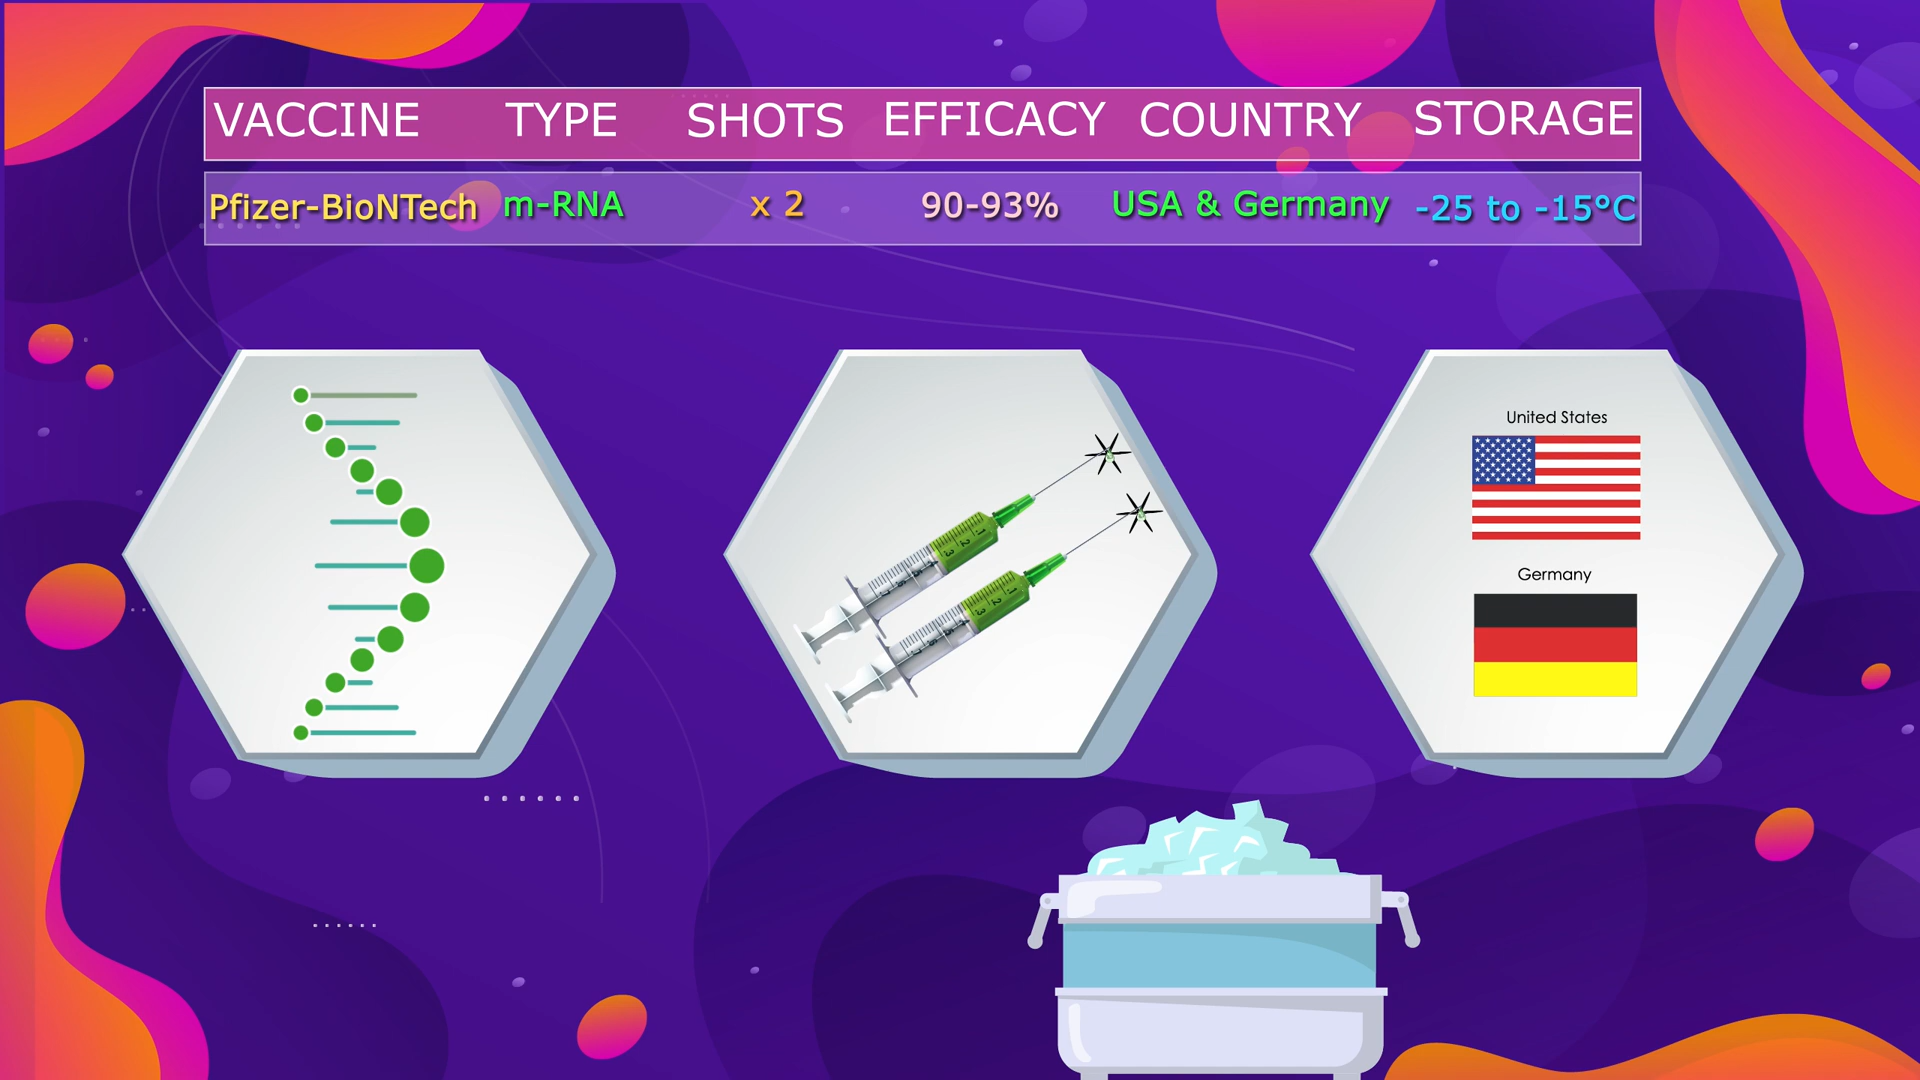 VACCINE TYPE SHOTS EFFICACY COUNTRY STORAGE
Pfizer-BioNTech m-RNA x 2 90-93% USA & Germany -25 to -15°C
United States
Germany